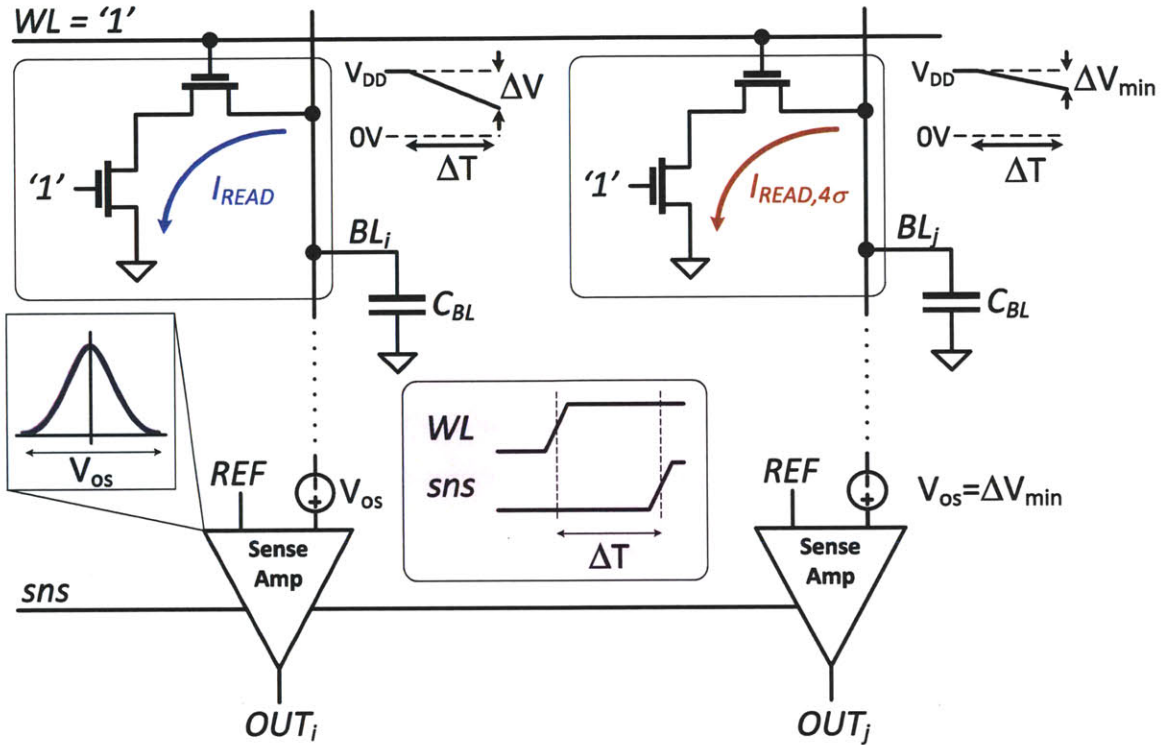 WL = ‘1’
V_DD
ΔV
0V
ΔT
‘1’
I_READ
BL_i
C_BL
V_DD
ΔV_min
0V
ΔT
‘1’
I_READ,4σ
BL_j
C_BL
V_os
REF
V_os
Sense
Amp
sns
OUT_i
WL
sns
ΔT
REF
V_os=ΔV_min
Sense
Amp
OUT_j